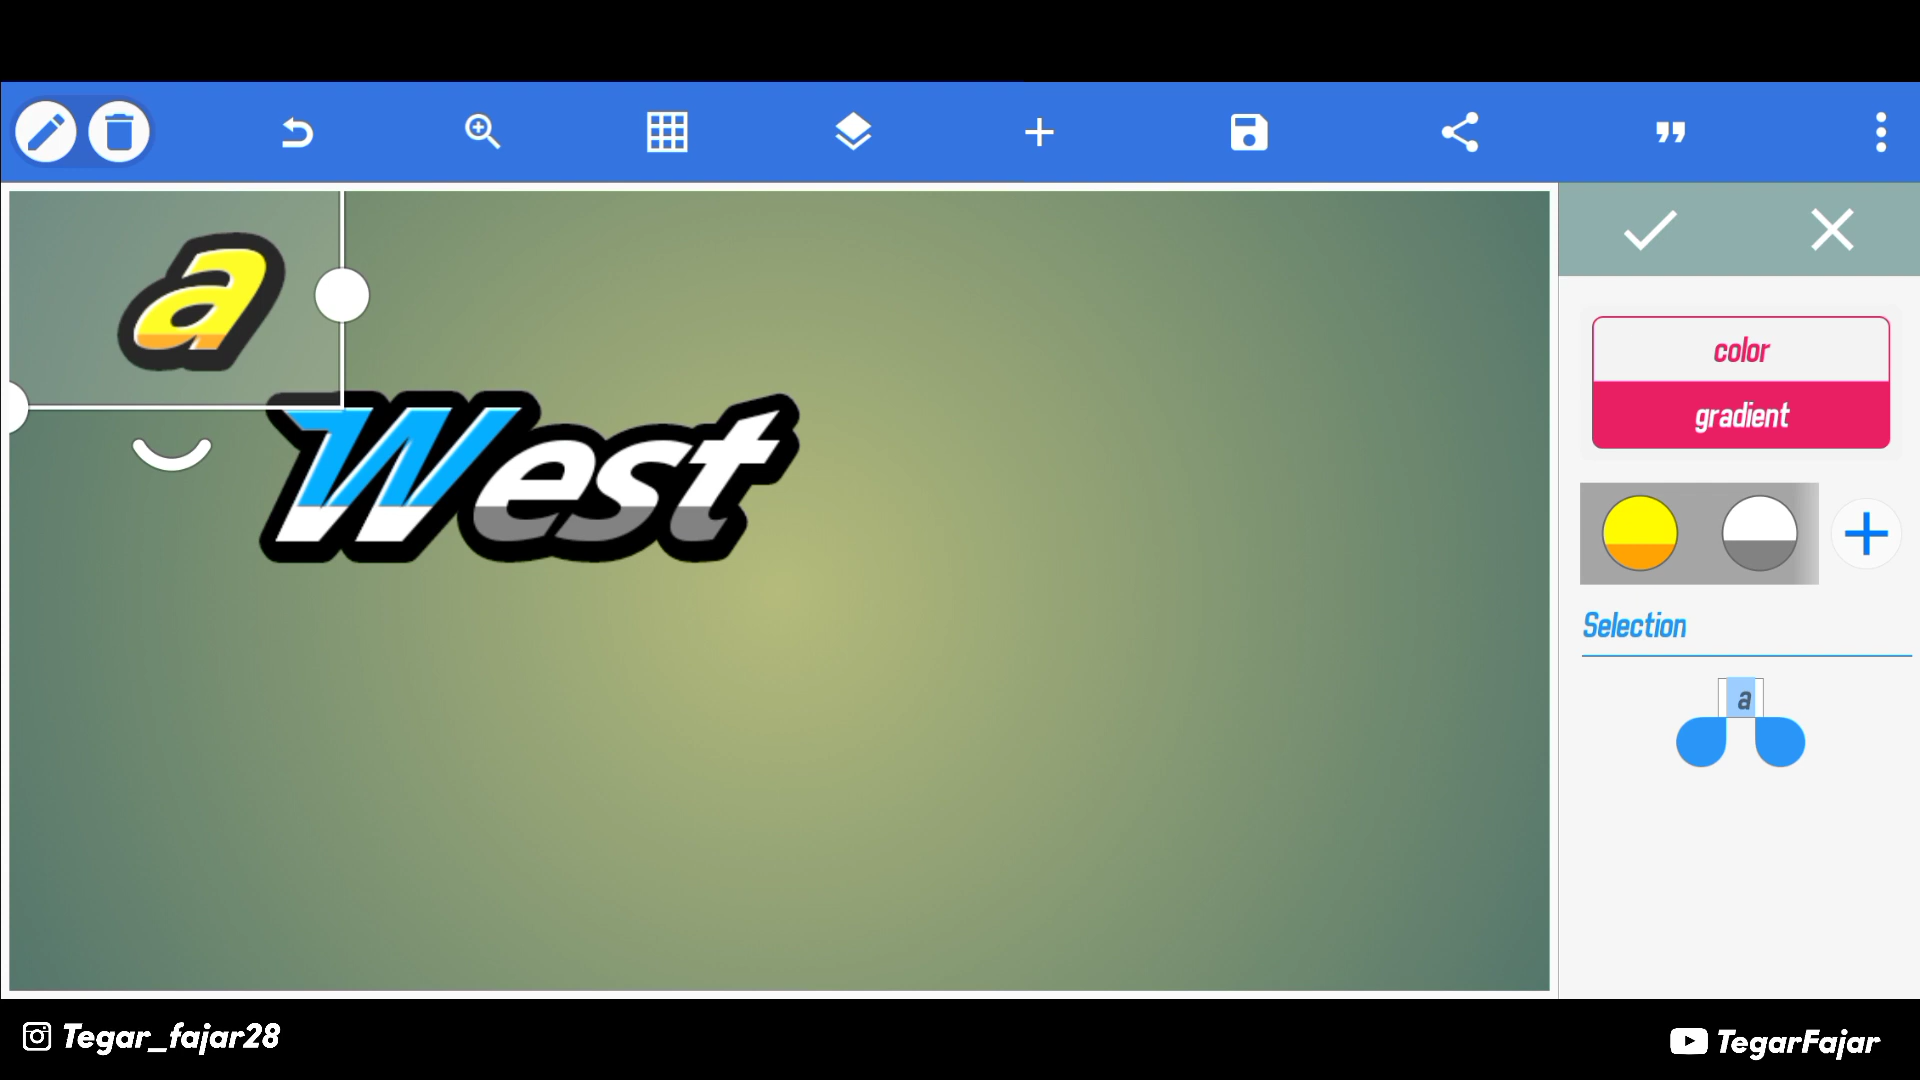 a
West
color
gradient
Selection
a
Tegar_fajar28
TegarFajar